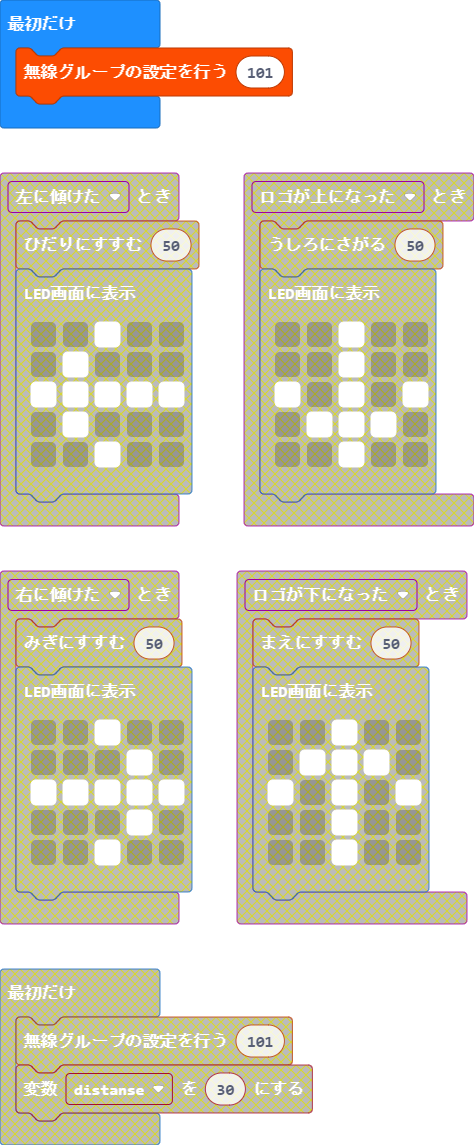 最初だけ
無線グループの設定を行う 101
左に傾けた とき
ひだりにすすむ 50
LED画面に表示
ロゴが上になった とき
うしろにさがる 50
LED画面に表示
右に傾けた とき
みぎにすすむ 50
LED画面に表示
ロゴが下になった とき
まえにすすむ 50
LED画面に表示
最初だけ
無線グループの設定を行う 101
変数 distanse を 30 にする